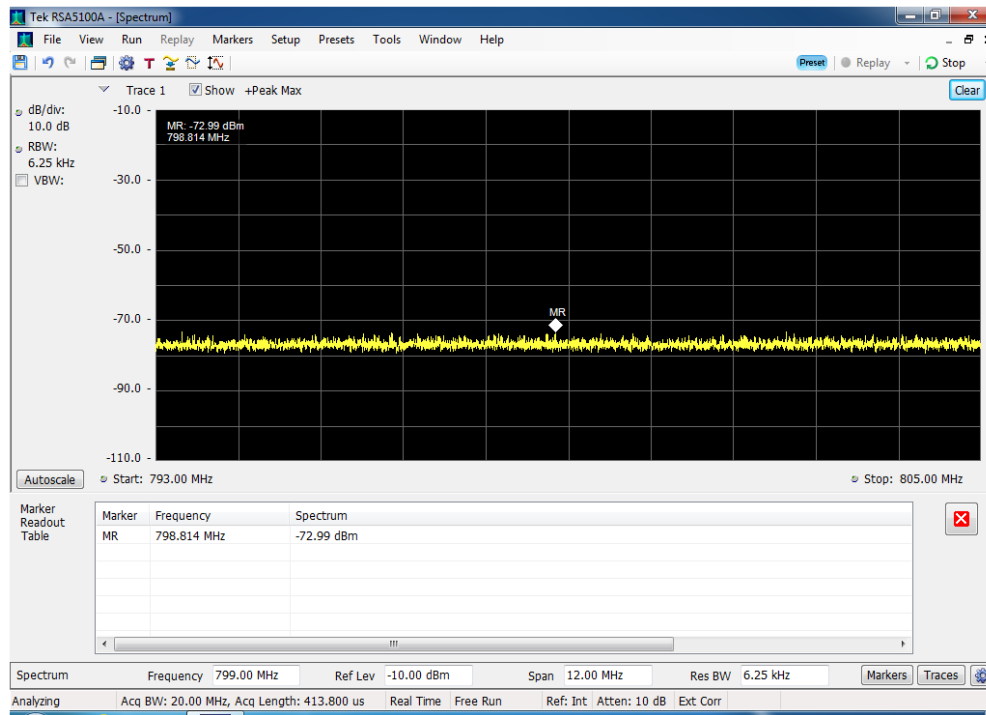 Tek RSA5100A - [Spectrum]
File View Run Replay Markers Setup Presets Tools Window Help
T Preset Replay Stop
Trace 1 Show +Peak Max Clear
dB/div:
10.0 dB
RBW:
6.25 kHz
VBW:
-10.0
-30.0
-50.0
-70.0
-90.0
-110.0
MR: -72.99 dBm
798.814 MHz
MR
Autoscale Start: 793.00 MHz Stop: 805.00 MHz
Marker
Readout
Table
Marker Frequency Spectrum
MR 798.814 MHz -72.99 dBm
Spectrum Frequency 799.00 MHz Ref Lev -10.00 dBm Span 12.00 MHz Res BW 6.25 kHz Markers Traces
Analyzing Acq BW: 20.00 MHz, Acq Length: 413.800 us Real Time Free Run Ref: Int Atten: 10 dB Ext Corr